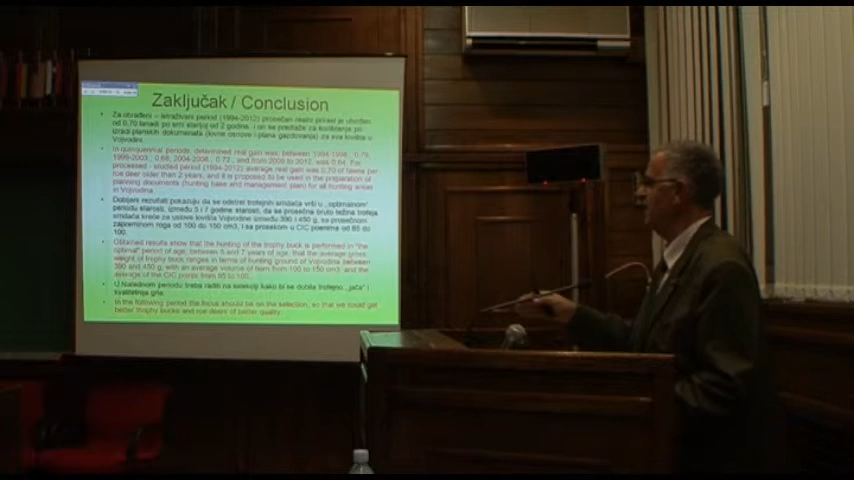 Zaključak / Conclusion
• Za obrađeni – istraživani period (1994-2012) prosečan realni prirast je utvrđen
od 0,70 lanadi po srni starijoj od 2 godine, i on se predlaže za korišćenje pri
izradi planskih dokumenata (lovne osnove i plana gazdovanja) za sva lovišta u
Vojvodini.
• In quinquennial periods, determined real gain was: between 1994-1998, 0,79,
1999-2003, 0,68, 2004-2008, 0,72, and from 2009 to 2012, was 0,64. For
processed - studied period (1994-2012) average real gain was 0,70 of fawns per
roe deer older than 2 years, and it is proposed to be used in the preparation of
planning documents (hunting base and management plan) for all hunting areas
in Vojvodina.
• Dobijeni rezultati pokazuju da se odstrel trofejnih srndaća vrši u „optimalnom"
periodu starosti, između 5 i 7 godine starosti, da se prosečna bruto težina trofeja
srndaća kreće za uslove lovišta Vojvodine između 390 i 450 g, sa prosečnom
zapreminom roga od 100 do 150 cm3, i sa prosekom u CIC poenima od 85 do
100.
• Obtained results show that the hunting of the trophy buck is performed in "the
optimal" period of age, between 5 and 7 years of age, that the average gross
weight of trophy buck ranges in terms of hunting ground of Vojvodina between
390 and 450 g, with an average volume of horn from 100 to 150 cm3, and the
average of the CIC points from 85 to 100.
• U narednom periodu treba raditi na selekciji kako bi se dobila trofejno „jača" i
kvalitetnija grla.
• In the following period the focus should be on the selection, so that we could get
better trophy bucks and roe deers of better quality.